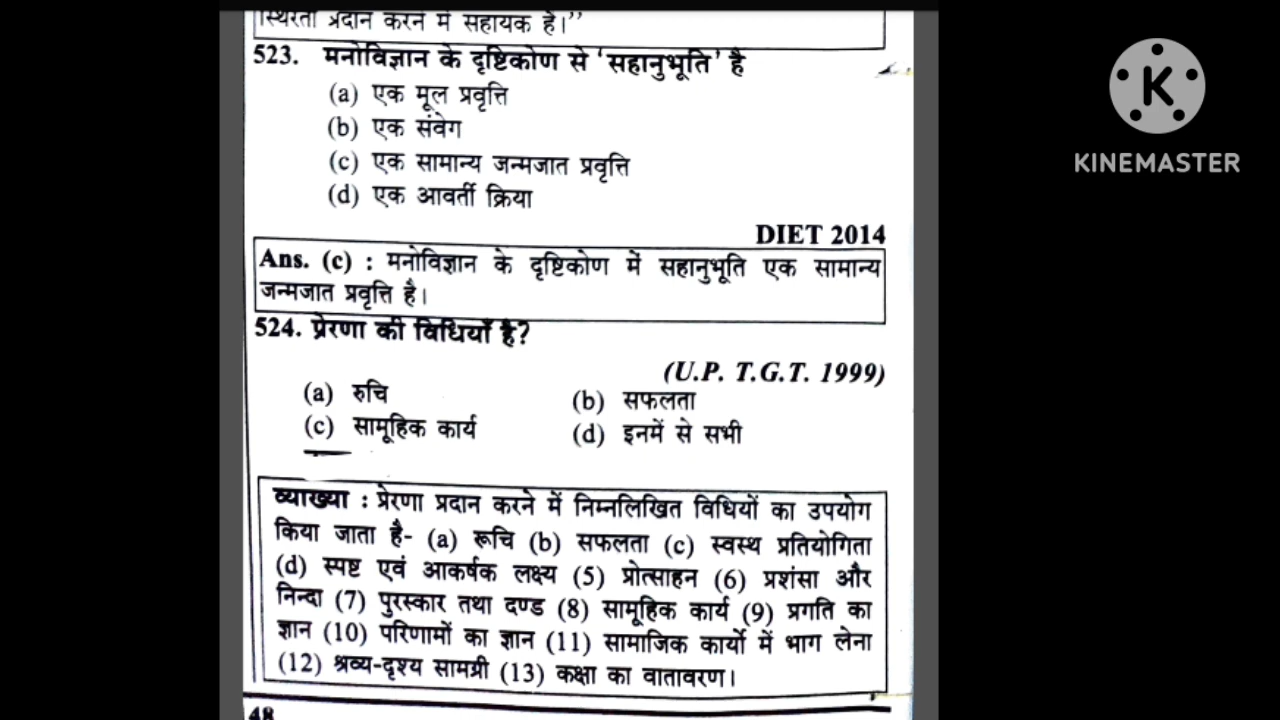 स्थिरता प्रदान करने में सहायक है।”
523. मनोविज्ञान के दृष्टिकोण से ‘सहानुभूति’ है
(a) एक मूल प्रवृत्ति
(b) एक संवेग
(c) एक सामान्य जन्मजात प्रवृत्ति
(d) एक आवर्ती क्रिया
DIET 2014
Ans. (c) : मनोविज्ञान के दृष्टिकोण में सहानुभूति एक सामान्य
जन्मजात प्रवृत्ति है।
524. प्रेरणा की विधियाँ है?
(U.P. T.G.T. 1999)
(a) रुचि (b) सफलता
(c) सामूहिक कार्य (d) इनमें से सभी
व्याख्या : प्रेरणा प्रदान करने में निम्नलिखित विधियों का उपयोग
किया जाता है- (a) रूचि (b) सफलता (c) स्वस्थ प्रतियोगिता
(d) स्पष्ट एवं आकर्षक लक्ष्य (5) प्रोत्साहन (6) प्रशंसा और
निन्दा (7) पुरस्कार तथा दण्ड (8) सामूहिक कार्य (9) प्रगति का
ज्ञान (10) परिणामों का ज्ञान (11) सामाजिक कार्यो में भाग लेना
(12) श्रव्य-दृश्य सामग्री (13) कक्षा का वातावरण।
48
K
KINEMASTER